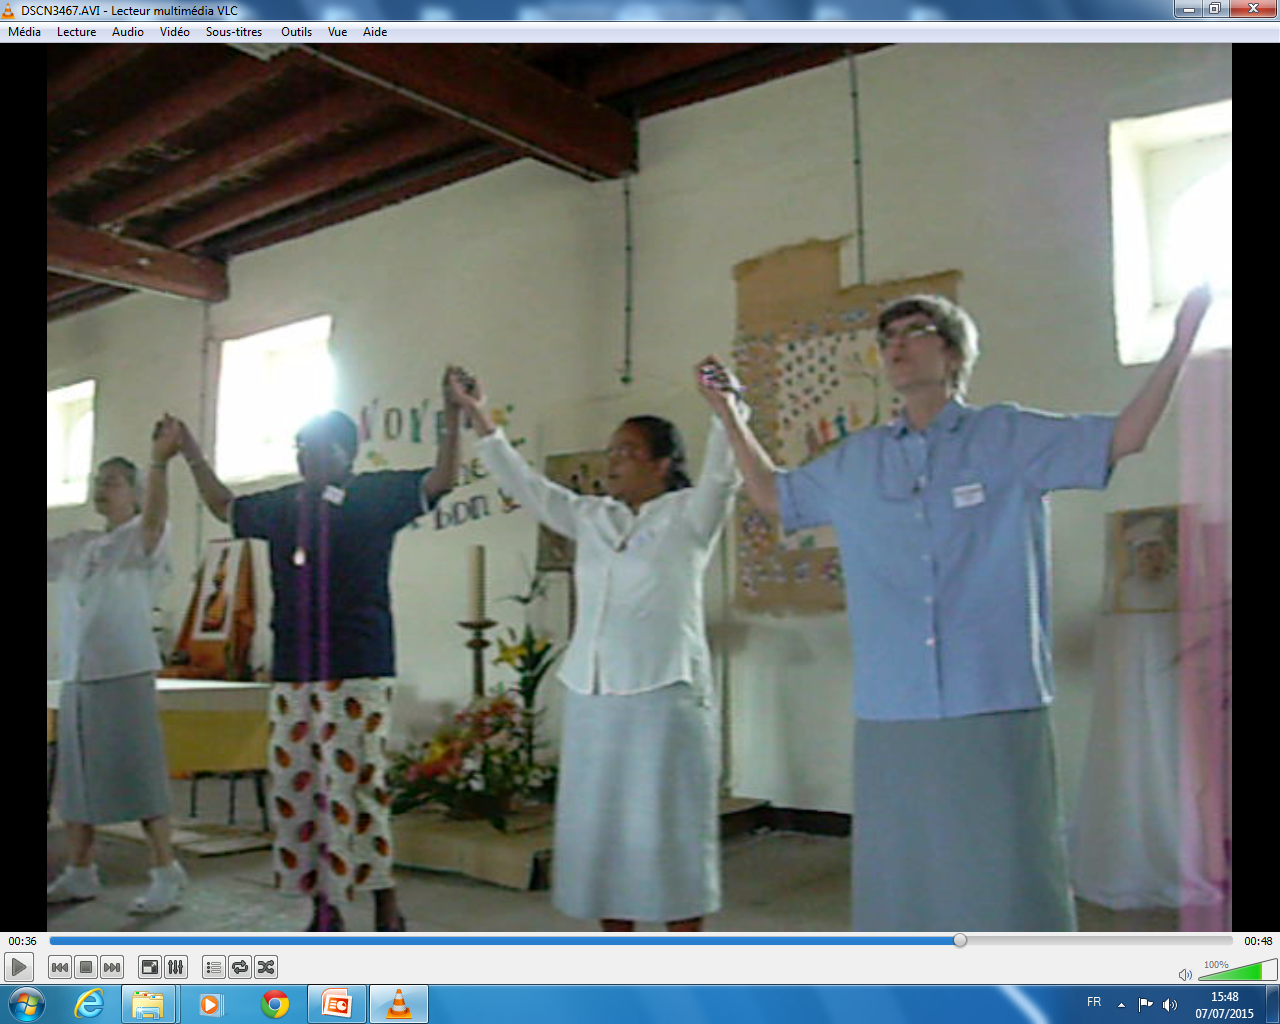 DSCN3467.AVI - Lecteur multimédia VLC
Média Lecture Audio Vidéo Sous-titres Outils Vue Aide
00:36
00:48
100%
FR
15:48
07/07/2015